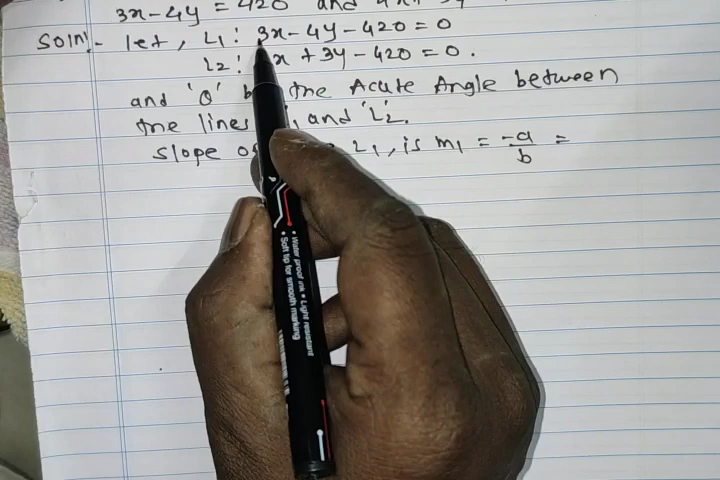 3x - 4y = 420 and
Soln:- let, L1: 3x - 4y - 420 = 0
L2: x + 3y - 420 = 0.
and 'θ' the Acute Angle between
the lines and 'L2'.
slope L1, is m1 = -a/b =
• Water proof ink • Light resistant
• Soft tip for smooth marking